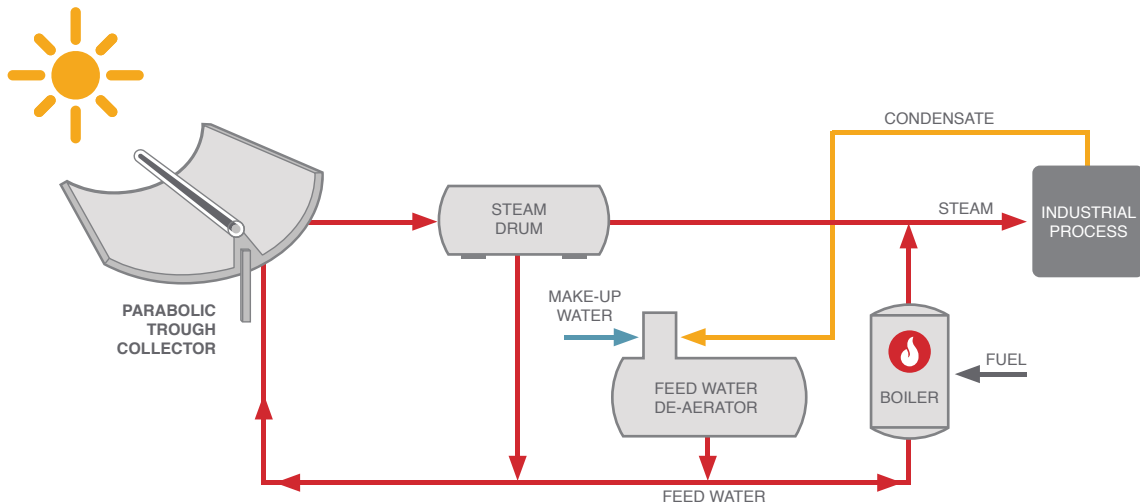 CONDENSATE
STEAM
DRUM
STEAM
INDUSTRIAL
PROCESS
PARABOLIC
TROUGH
COLLECTOR
MAKE-UP
WATER
FEED WATER
DE-AERATOR
BOILER
FUEL
FEED WATER